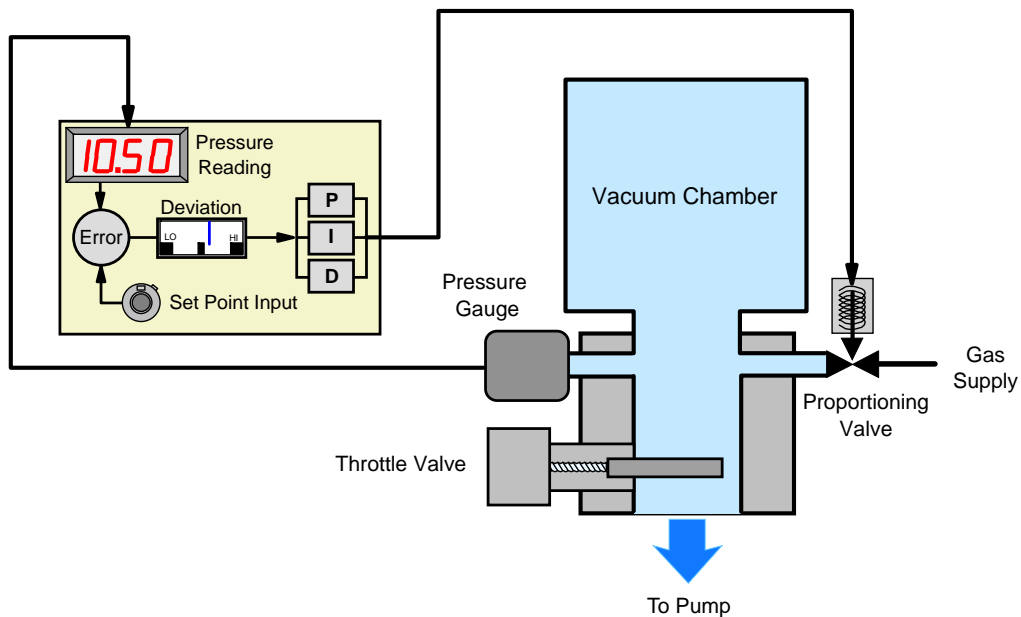 10.50
Pressure
Reading
Deviation
LO
HI
Error
P
I
D
Set Point Input
Vacuum Chamber
Pressure
Gauge
Gas
Supply
Proportioning
Valve
Throttle Valve
To Pump